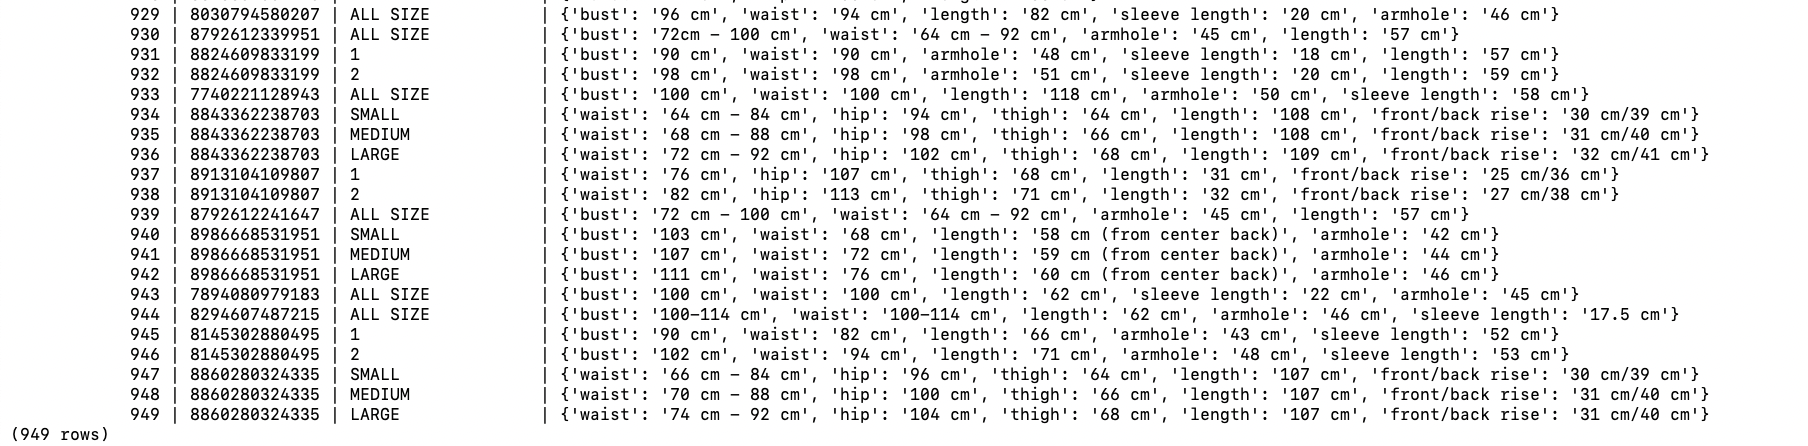 929 | 8030794580207 | ALL SIZE | {'bust': '96 cm', 'waist': '94 cm', 'length': '82 cm', 'sleeve length': '20 cm', 'armhole': '46 cm'}
930 | 8792612339951 | ALL SIZE | {'bust': '72cm – 100 cm', 'waist': '64 cm – 92 cm', 'armhole': '45 cm', 'length': '57 cm'}
931 | 8824609833199 | 1 | {'bust': '90 cm', 'waist': '90 cm', 'armhole': '48 cm', 'sleeve length': '18 cm', 'length': '57 cm'}
932 | 8824609833199 | 2 | {'bust': '98 cm', 'waist': '98 cm', 'armhole': '51 cm', 'sleeve length': '20 cm', 'length': '59 cm'}
933 | 7740221128943 | ALL SIZE | {'bust': '100 cm', 'waist': '100 cm', 'length': '118 cm', 'armhole': '50 cm', 'sleeve length': '58 cm'}
934 | 8843362238703 | SMALL | {'waist': '64 cm – 84 cm', 'hip': '94 cm', 'thigh': '64 cm', 'length': '108 cm', 'front/back rise': '30 cm/39 cm'}
935 | 8843362238703 | MEDIUM | {'waist': '68 cm – 88 cm', 'hip': '98 cm', 'thigh': '66 cm', 'length': '108 cm', 'front/back rise': '31 cm/40 cm'}
936 | 8843362238703 | LARGE | {'waist': '72 cm – 92 cm', 'hip': '102 cm', 'thigh': '68 cm', 'length': '109 cm', 'front/back rise': '32 cm/41 cm'}
937 | 8913104109807 | 1 | {'waist': '76 cm', 'hip': '107 cm', 'thigh': '68 cm', 'length': '31 cm', 'front/back rise': '25 cm/36 cm'}
938 | 8913104109807 | 2 | {'waist': '82 cm', 'hip': '113 cm', 'thigh': '71 cm', 'length': '32 cm', 'front/back rise': '27 cm/38 cm'}
939 | 8792612241647 | ALL SIZE | {'bust': '72 cm – 100 cm', 'waist': '64 cm – 92 cm', 'armhole': '45 cm', 'length': '57 cm'}
940 | 8986668531951 | SMALL | {'bust': '103 cm', 'waist': '68 cm', 'length': '58 cm (from center back)', 'armhole': '42 cm'}
941 | 8986668531951 | MEDIUM | {'bust': '107 cm', 'waist': '72 cm', 'length': '59 cm (from center back)', 'armhole': '44 cm'}
942 | 8986668531951 | LARGE | {'bust': '111 cm', 'waist': '76 cm', 'length': '60 cm (from center back)', 'armhole': '46 cm'}
943 | 7894080979183 | ALL SIZE | {'bust': '100 cm', 'waist': '100 cm', 'length': '62 cm', 'sleeve length': '22 cm', 'armhole': '45 cm'}
944 | 8294607487215 | ALL SIZE | {'bust': '100–114 cm', 'waist': '100–114 cm', 'length': '62 cm', 'armhole': '46 cm', 'sleeve length': '17.5 cm'}
945 | 8145302880495 | 1 | {'bust': '90 cm', 'waist': '82 cm', 'length': '66 cm', 'armhole': '43 cm', 'sleeve length': '52 cm'}
946 | 8145302880495 | 2 | {'bust': '102 cm', 'waist': '94 cm', 'length': '71 cm', 'armhole': '48 cm', 'sleeve length': '53 cm'}
947 | 8860280324335 | SMALL | {'waist': '66 cm – 84 cm', 'hip': '96 cm', 'thigh': '64 cm', 'length': '107 cm', 'front/back rise': '30 cm/39 cm'}
948 | 8860280324335 | MEDIUM | {'waist': '70 cm – 88 cm', 'hip': '100 cm', 'thigh': '66 cm', 'length': '107 cm', 'front/back rise': '31 cm/40 cm'}
949 | 8860280324335 | LARGE | {'waist': '74 cm – 92 cm', 'hip': '104 cm', 'thigh': '68 cm', 'length': '107 cm', 'front/back rise': '31 cm/40 cm'}
(949 rows)